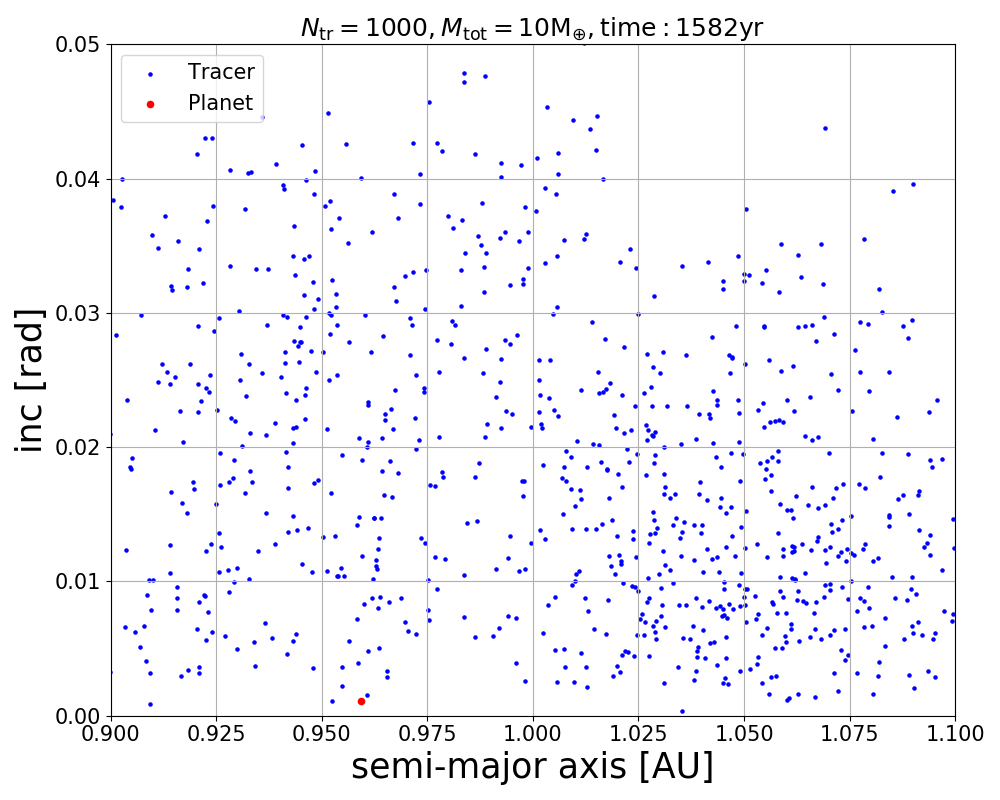 N_tr = 1000, M_tot = 10M_⊕, time : 1582yr
0.05
Tracer
Planet
0.04
0.03
0.02
0.01
0.00
inc [rad]
0.900 0.925 0.950 0.975 1.000 1.025 1.050 1.075 1.100
semi-major axis [AU]